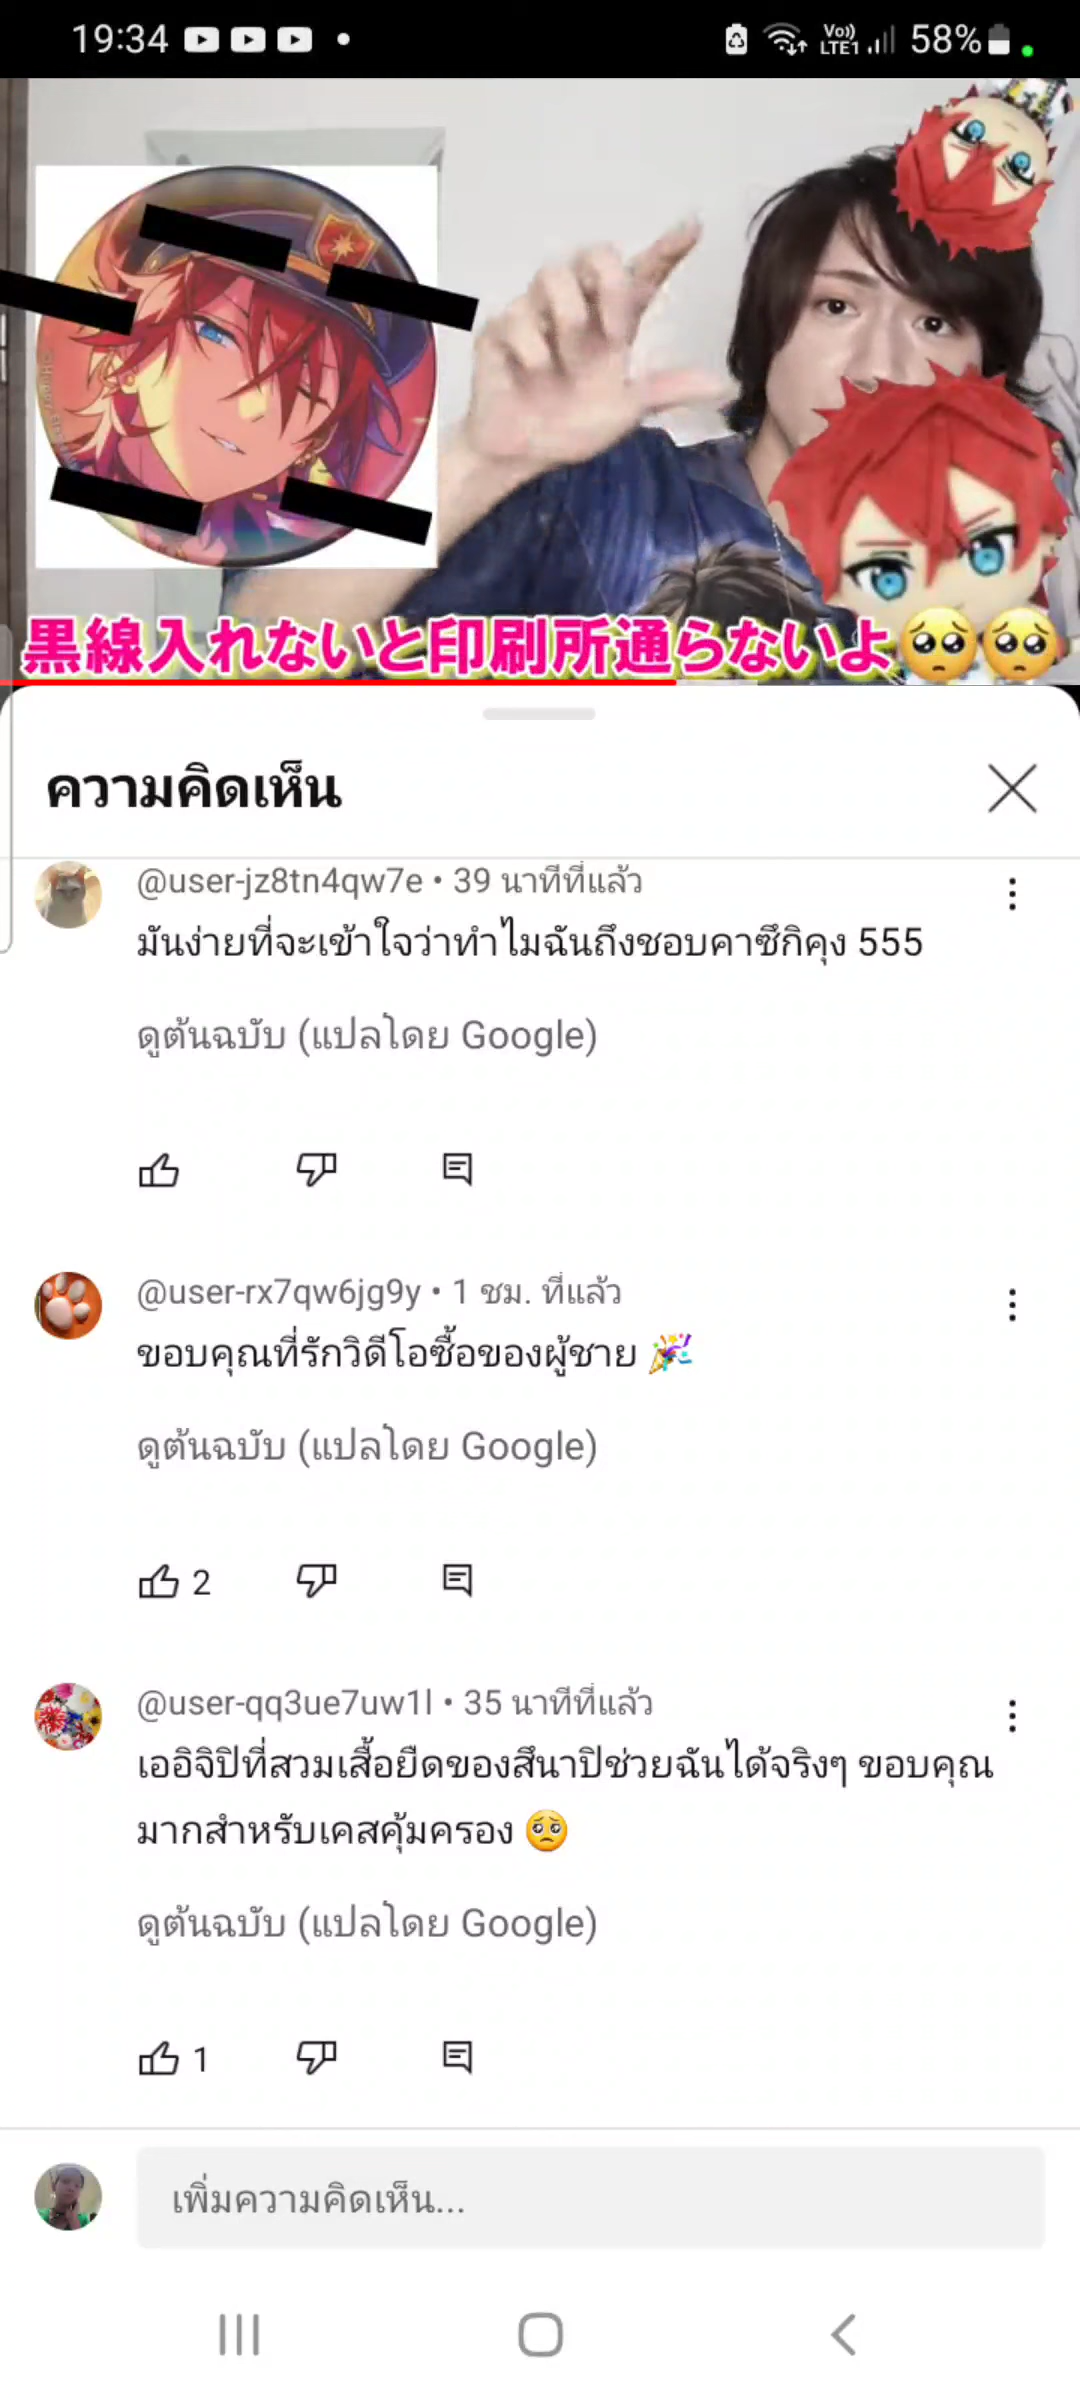 19:34
Vo))
LTE1
58%
黒線入れないと印刷所通らないよ🥺🥺
ความคิดเห็น
@user-jz8tn4qw7e • 39 นาทีที่แล้ว
มันง่ายที่จะเข้าใจว่าทำไมฉันถึงชอบคาซึกิคุง 555
ดูต้นฉบับ (แปลโดย Google)
@user-rx7qw6jg9y • 1 ชม. ที่แล้ว
ขอบคุณที่รักวิดีโอซื้อของผู้ชาย 🎉
ดูต้นฉบับ (แปลโดย Google)
2
@user-qq3ue7uw1l • 35 นาทีที่แล้ว
เออิจิปิที่สวมเสื้อยืดของสึนาปิช่วยฉันได้จริงๆ ขอบคุณ
มากสำหรับเคสคุ้มครอง 🥺
ดูต้นฉบับ (แปลโดย Google)
1
เพิ่มความคิดเห็น...